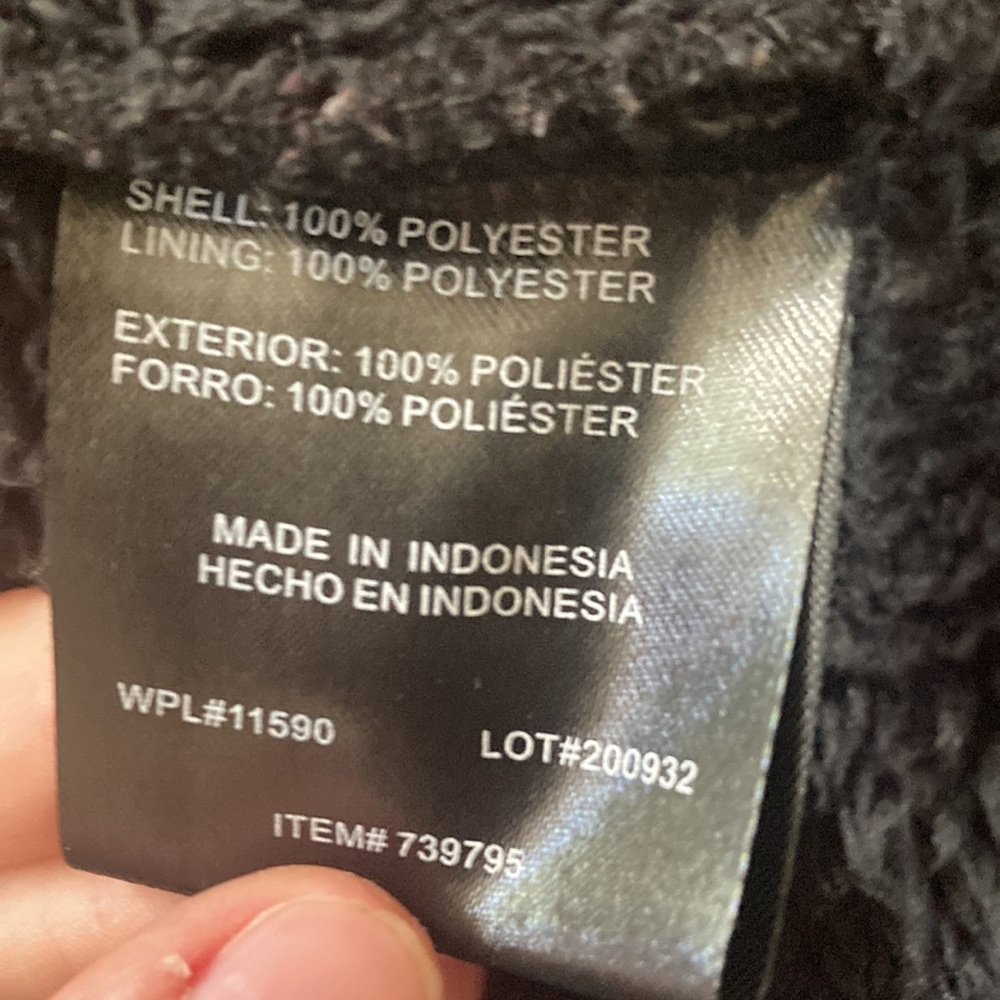 SHELL: 100% POLYESTER
LINING: 100% POLYESTER
EXTERIOR: 100% POLIÉSTER
FORRO: 100% POLIÉSTER
MADE IN INDONESIA
HECHO EN INDONESIA
WPL#11590
LOT#200932
ITEM# 739795